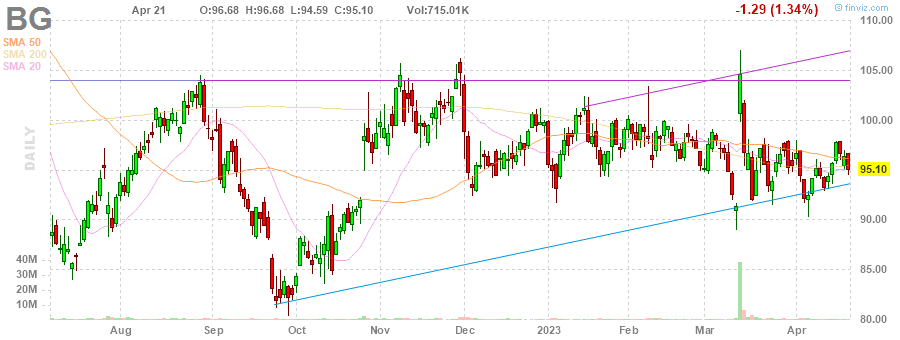 BG Apr 21 O:96.68 H:96.68 L:94.59 C:95.10 Vol:715.01K -1.29 (1.34%) finviz.com
SMA 50
SMA 200
SMA 20
DAILY
110.00
105.00
100.00
95.10
90.00
85.00
80.00
40M
30M
20M
10M
Aug Sep Oct Nov Dec 2023 Feb Mar Apr